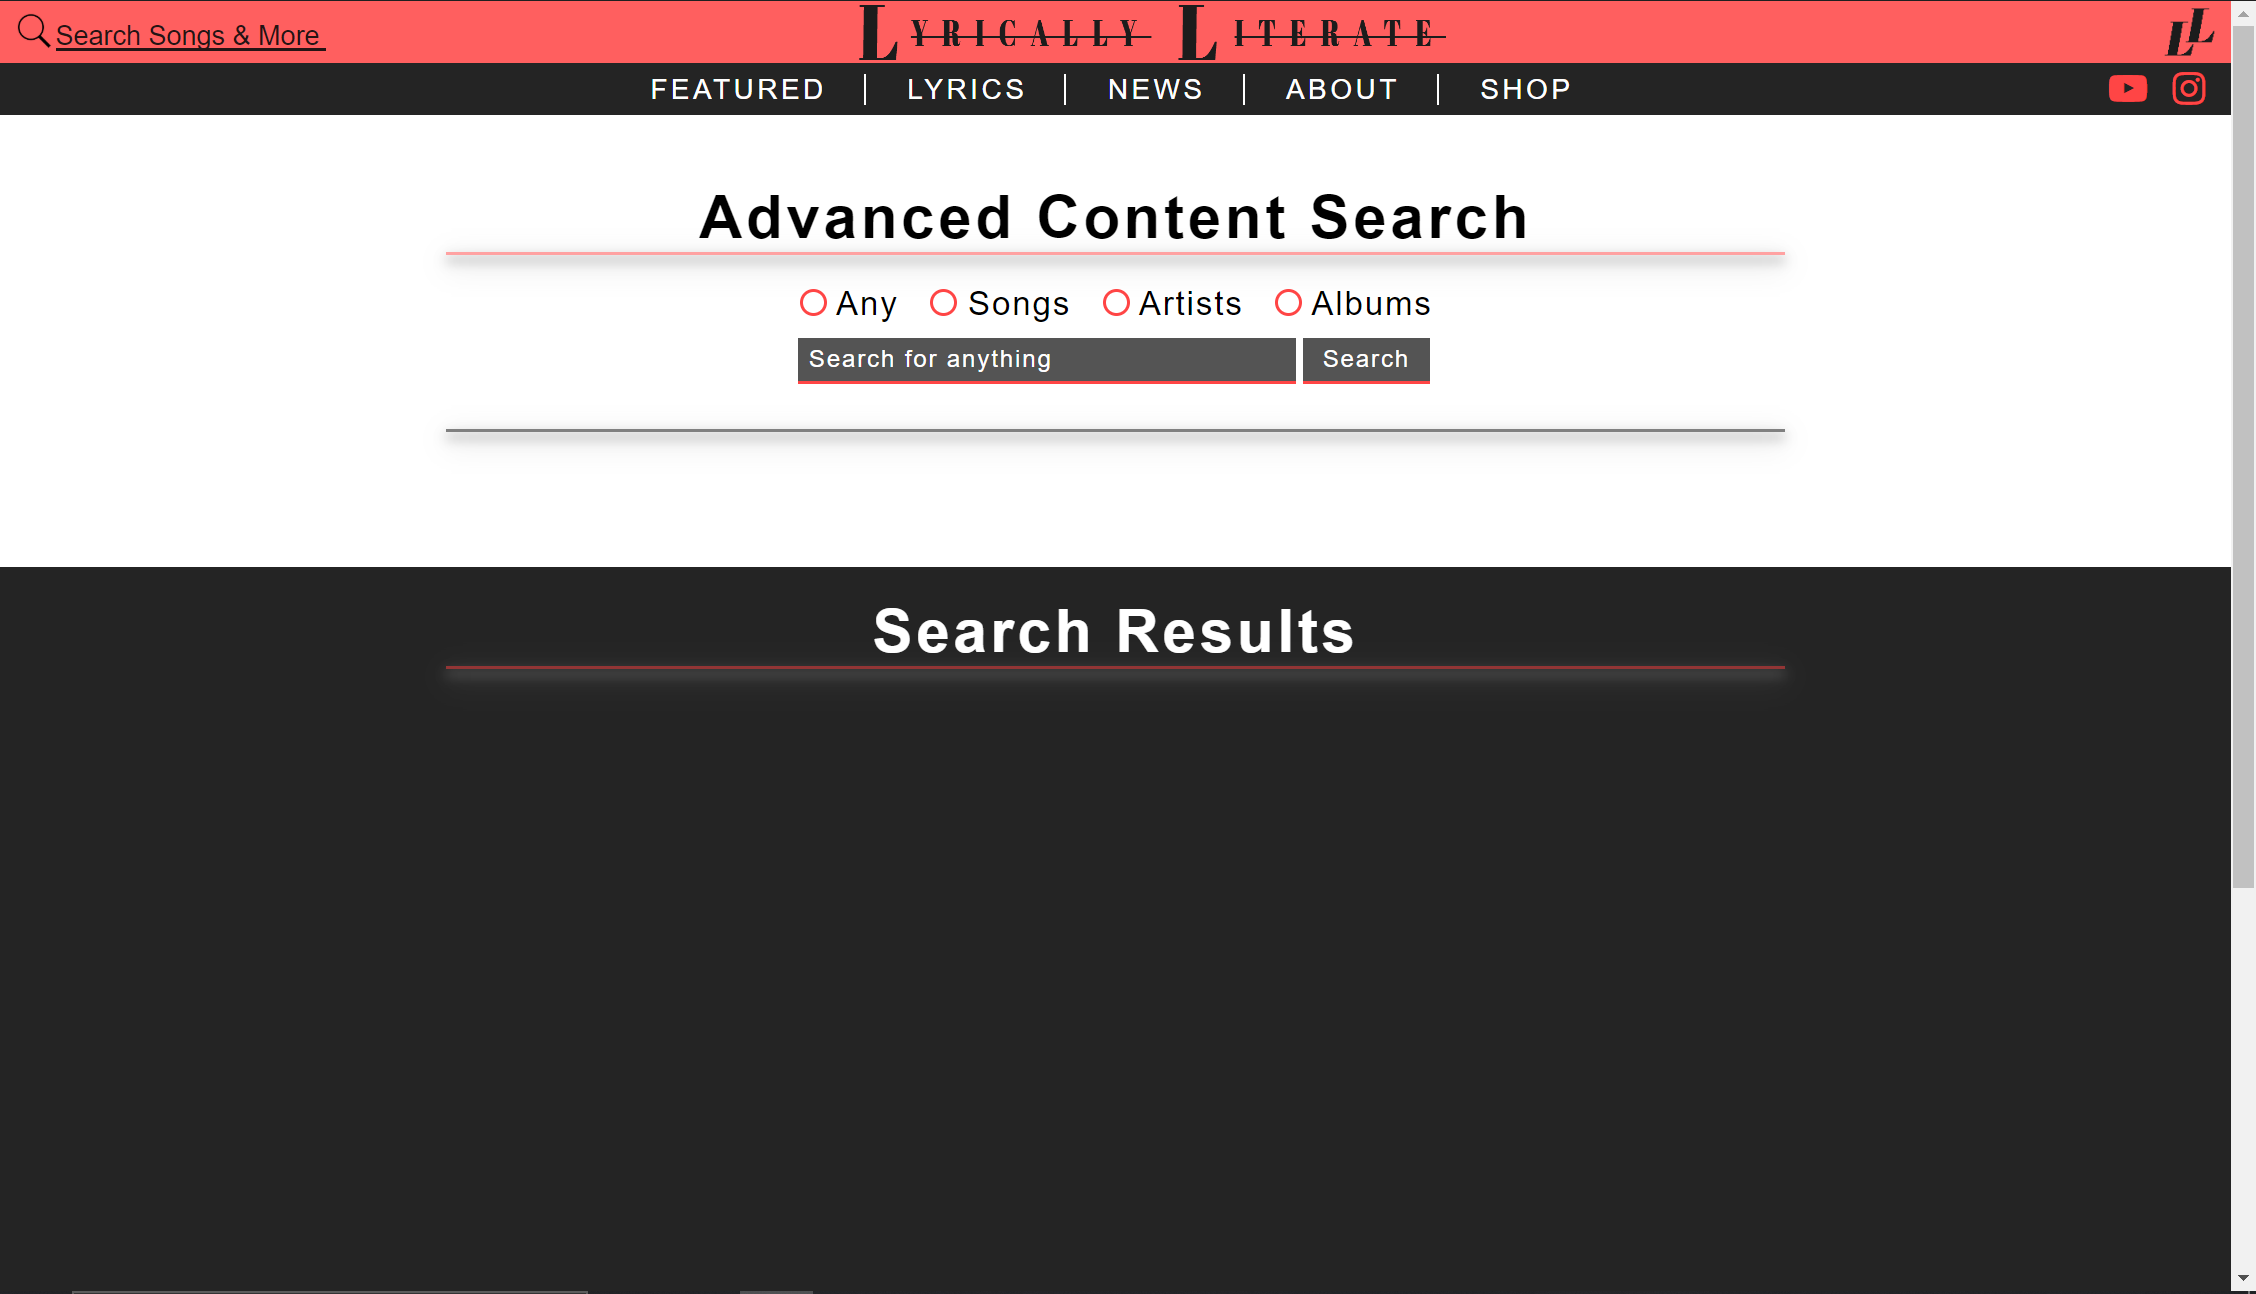 Search Songs & More
LYRICALLY LITERATE
LL
FEATURED | LYRICS | NEWS | ABOUT | SHOP
Advanced Content Search
Any Songs Artists Albums
Search for anything Search
Search Results